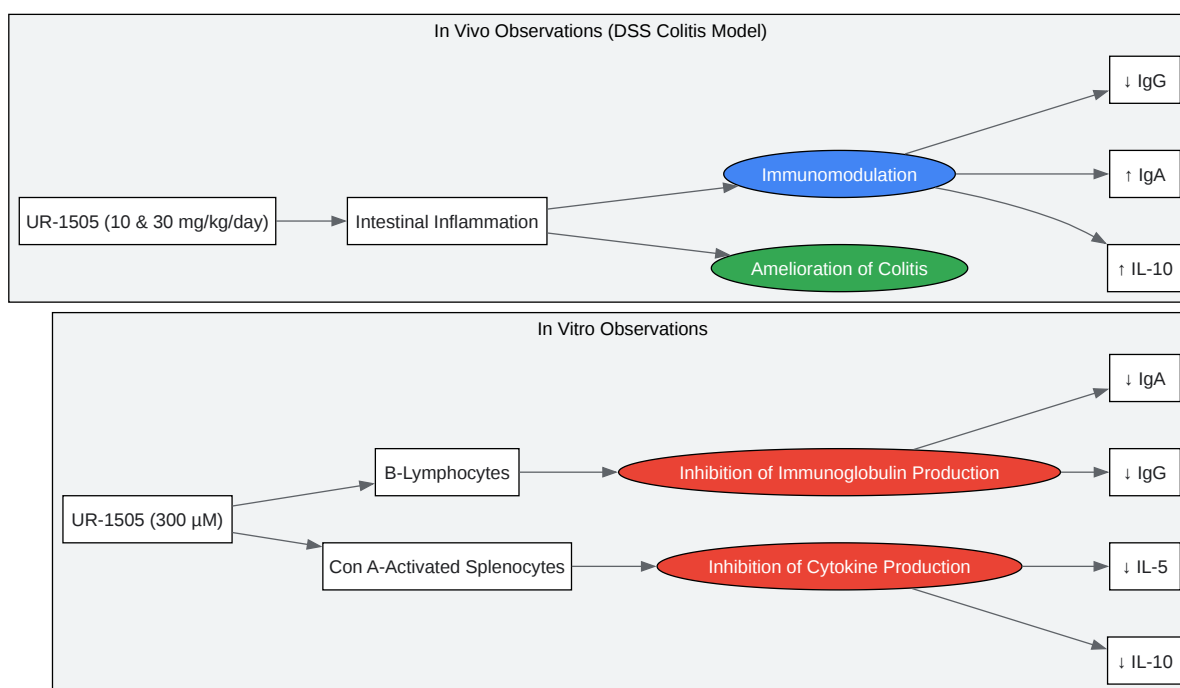 In Vivo Observations (DSS Colitis Model)
↓ IgG
Immunomodulation
↑ IgA
UR-1505 (10 & 30 mg/kg/day)
Intestinal Inflammation
Amelioration of Colitis
↑ IL-10
In Vitro Observations
↓ IgA
B-Lymphocytes
Inhibition of Immunoglobulin Production
↓ IgG
UR-1505 (300 µM)
Con A-Activated Splenocytes
Inhibition of Cytokine Production
↓ IL-5
↓ IL-10